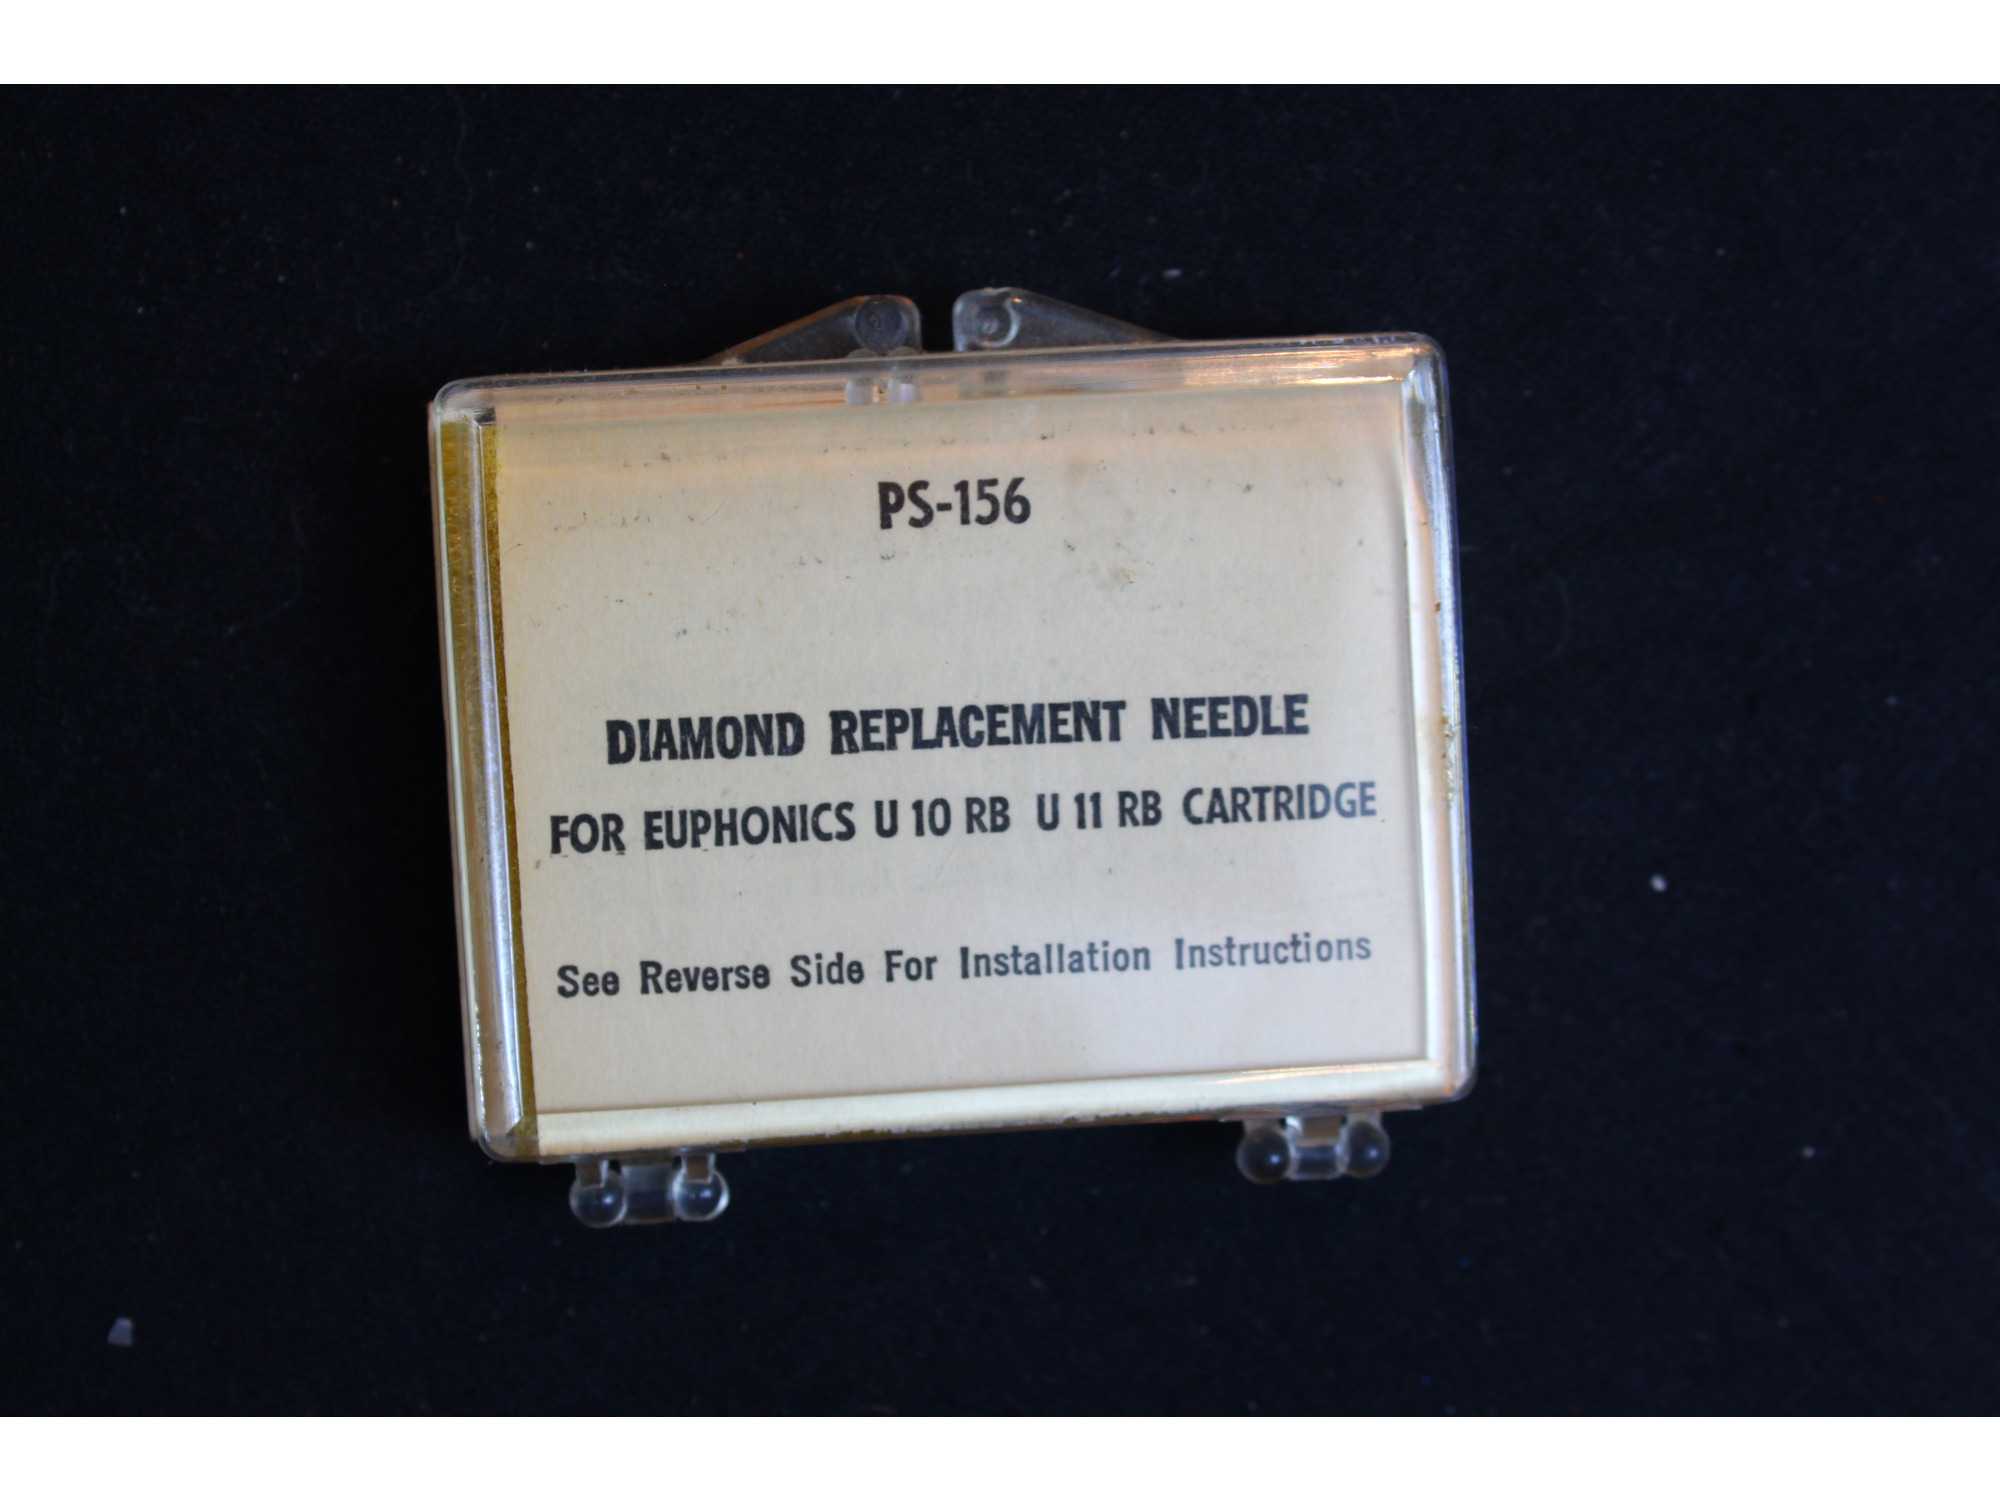 PS-156
DIAMOND REPLACEMENT NEEDLE
FOR EUPHONICS U 10 RB U 11 RB CARTRIDGE
See Reverse Side For Installation Instructions